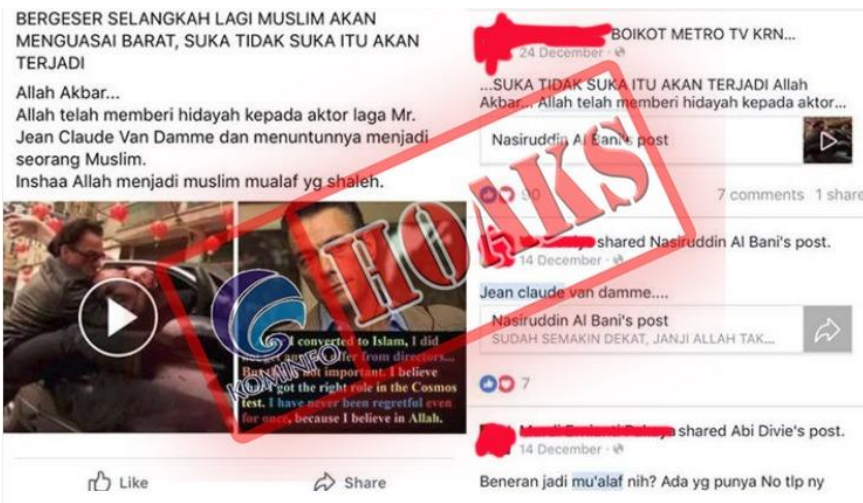 BERGESER SELANGKAH LAGI MUSLIM AKAN
MENGUASAI BARAT, SUKA TIDAK SUKA ITU AKAN
TERJADI
Allah Akbar...
Allah telah memberi hidayah kepada aktor laga Mr.
Jean Claude Van Damme dan menuntunnya menjadi
seorang Muslim.
Inshaa Allah menjadi muslim mualaf yg shaleh.
I converted to Islam, I did
from directors...
important. I believe
I got the right role in the Cosmos
test. I have never been regretful even
for once, because I believe in Allah.
Like
Share
HOAKS
KOMINFO
BOIKOT METRO TV KRN...
24 December
...SUKA TIDAK SUKA ITU AKAN TERJADI Allah
Akbar... Allah telah memberi hidayah kepada aktor...
Nasiruddin Al Bani's post
90
7 comments 1 share
shared Nasiruddin Al Bani's post.
14 December
Jean claude van damme....
Nasiruddin Al Bani's post
SUDAH SEMAKIN DEKAT, JANJI ALLAH TAK...
7
shared Abi Divie's post.
14 December
Beneran jadi mu'alaf nih? Ada yg punya No tlp ny